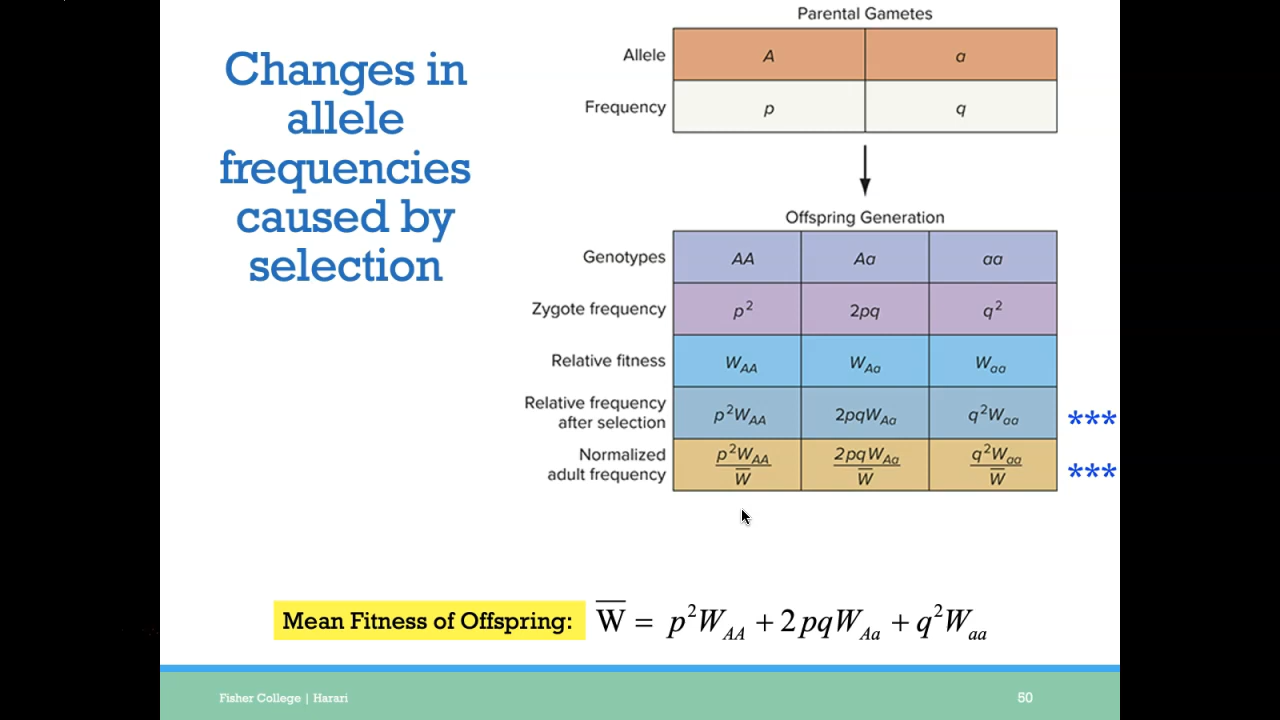 Changes in
allele
frequencies
caused by
selection
Parental Gametes
Allele A a
Frequency p q
Offspring Generation
Genotypes AA Aa aa
Zygote frequency p² 2pq q²
Relative fitness W_AA W_Aa W_aa
Relative frequency
after selection p²W_AA 2pqW_Aa q²W_aa ***
Normalized
adult frequency p²W_AA/W̅ 2pqW_Aa/W̅ q²W_aa/W̅ ***
Mean Fitness of Offspring: W̅ = p²W_AA + 2pqW_Aa + q²W_aa
Fisher College | Harari 50